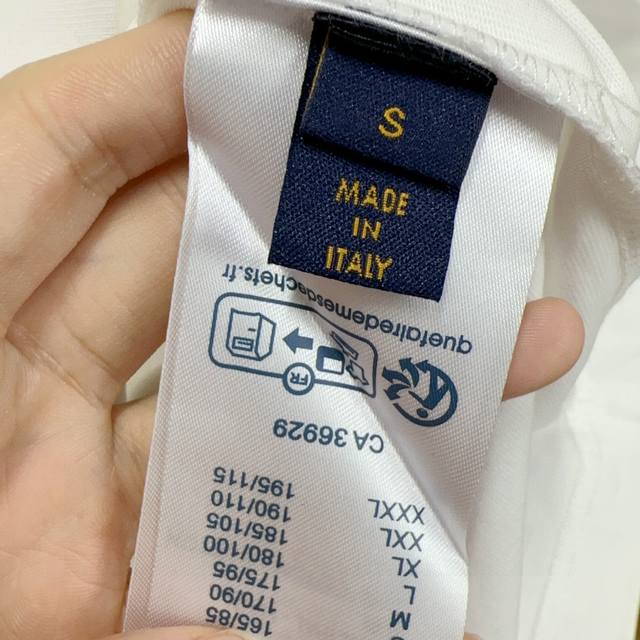 S
MADE
IN
ITALY
165/85
M 170/90
L 175/95
XL 180/100
XXL 185/105
XXXL 190/110
195/115
CA 36929
FR
quefairedemesdechets.fr